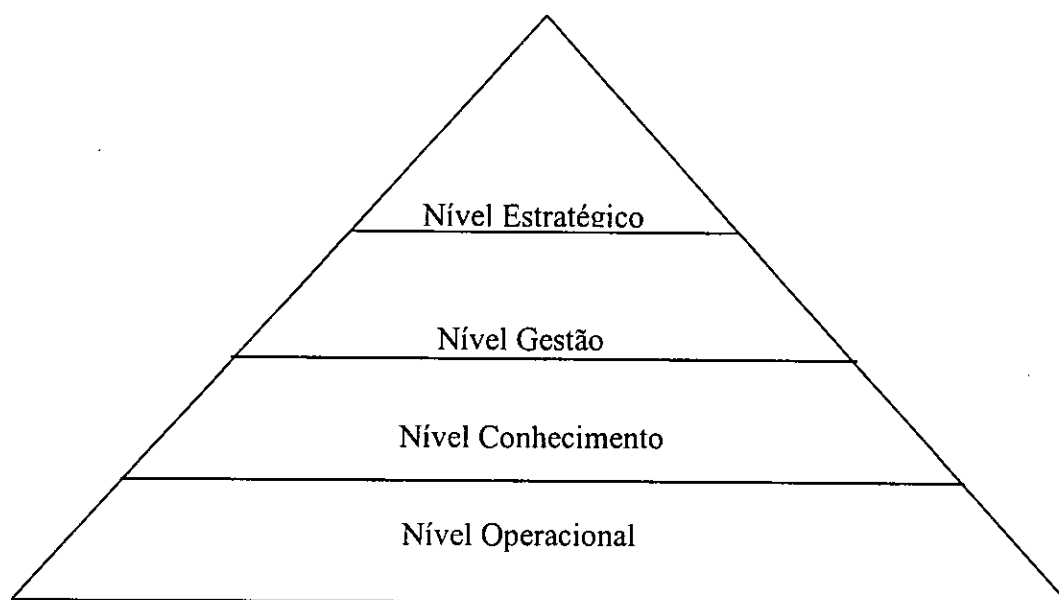 Nível Estratégico
Nível Gestão
Nível Conhecimento
Nível Operacional